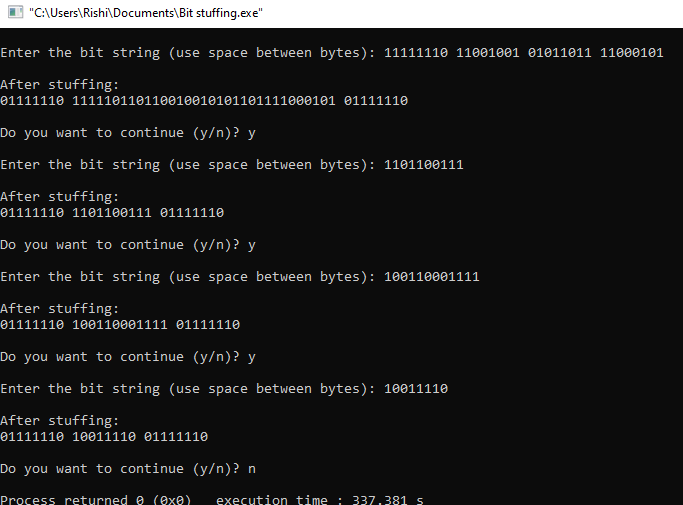 "C:\Users\Rishi\Documents\Bit stuffing.exe"
Enter the bit string (use space between bytes): 11111110 11001001 01011011 11000101
After stuffing:
01111110 111110110110010010101101111000101 01111110
Do you want to continue (y/n)? y
Enter the bit string (use space between bytes): 1101100111
After stuffing:
01111110 1101100111 01111110
Do you want to continue (y/n)? y
Enter the bit string (use space between bytes): 100110001111
After stuffing:
01111110 100110001111 01111110
Do you want to continue (y/n)? y
Enter the bit string (use space between bytes): 10011110
After stuffing:
01111110 10011110 01111110
Do you want to continue (y/n)? n
Process returned 0 (0x0)   execution time : 337.381 s